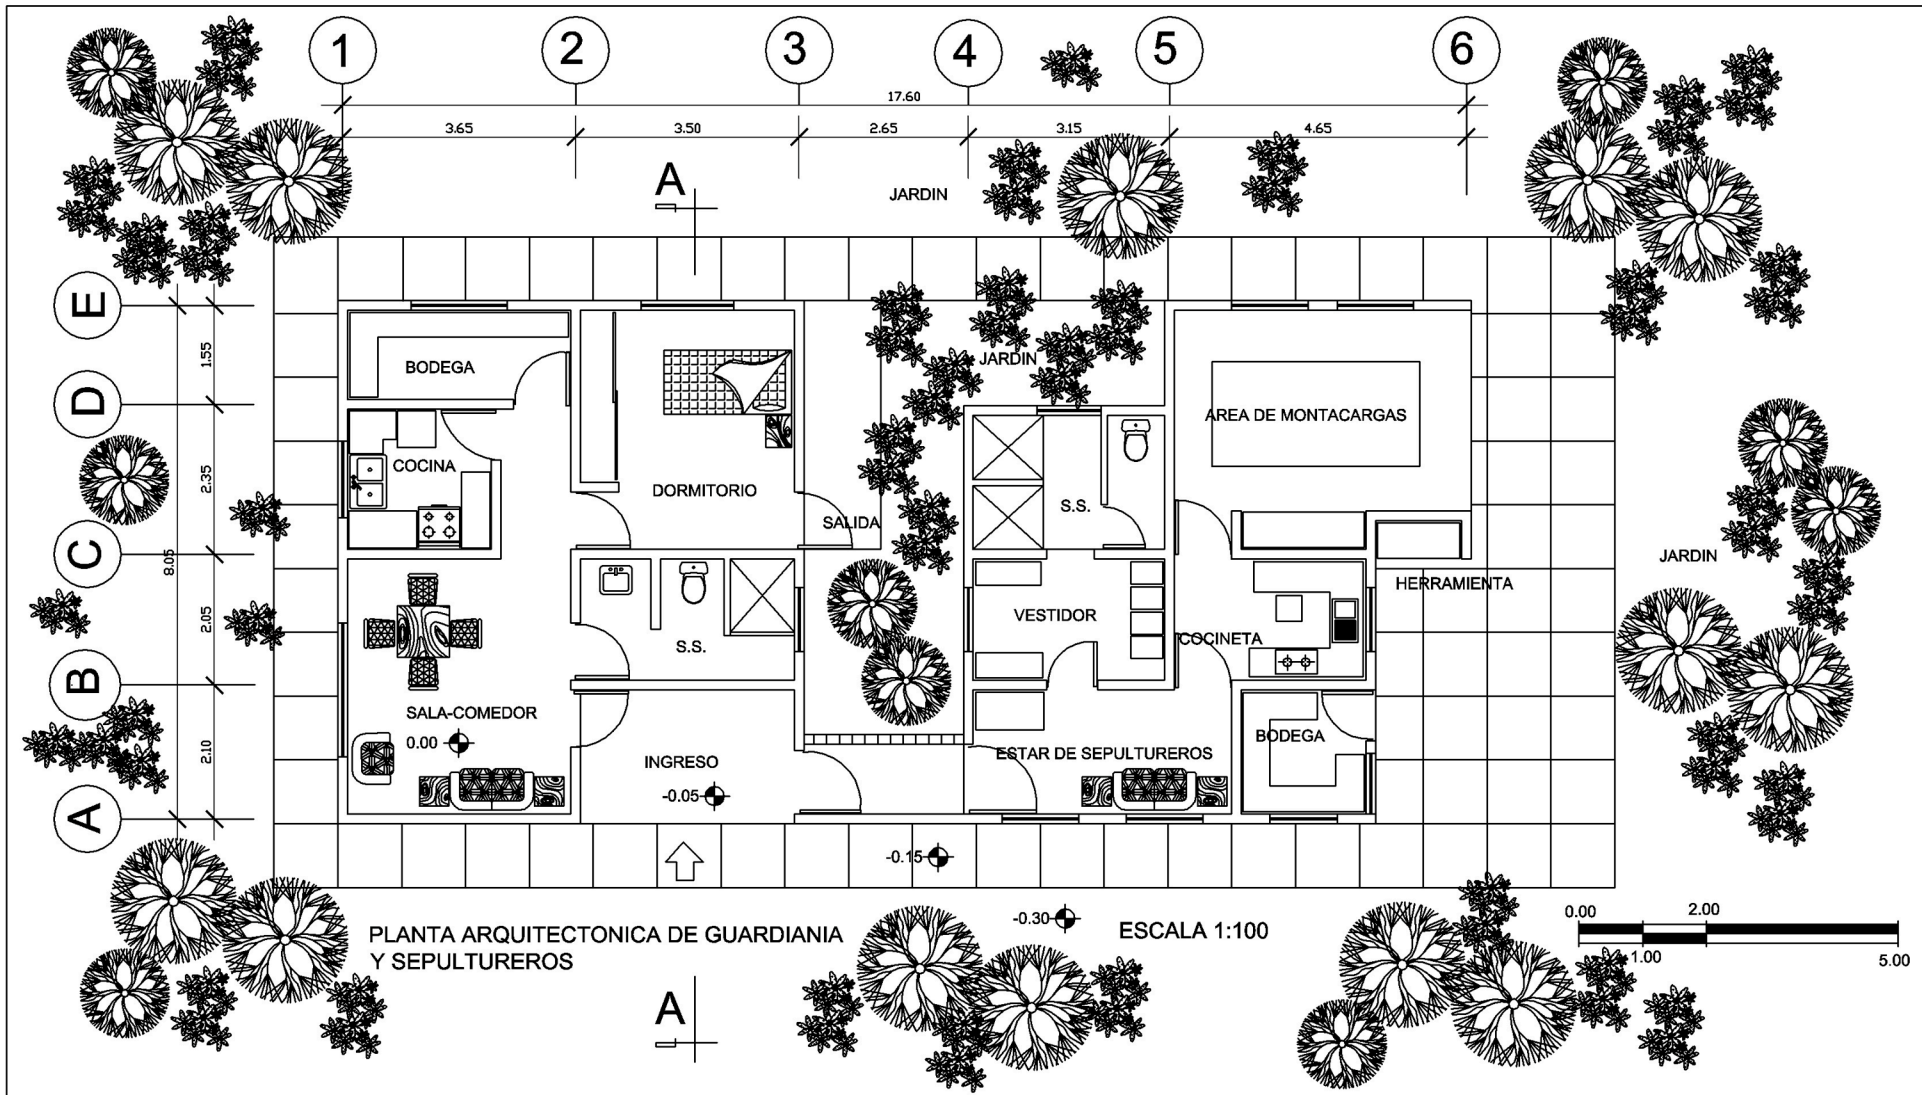 1 2 3 4 5 6
17.60
3.65 3.50 2.65 3.15 4.65
A
JARDIN
E
1.55
BODEGA
JARDIN
D
AREA DE MONTACARGAS
COCINA
2.35
DORMITORIO
S.S.
SALIDA
C
8.05
JARDIN
HERRAMIENTA
2.05
VESTIDOR
COCINETA
S.S.
B
SALA-COMEDOR
0.00
2.10
BODEGA
ESTAR DE SEPULTUREROS
INGRESO
-0.05
A
-0.15
-0.30
0.00 2.00
1.00 5.00
PLANTA ARQUITECTONICA DE GUARDIANIA
Y SEPULTUREROS
ESCALA 1:100
A